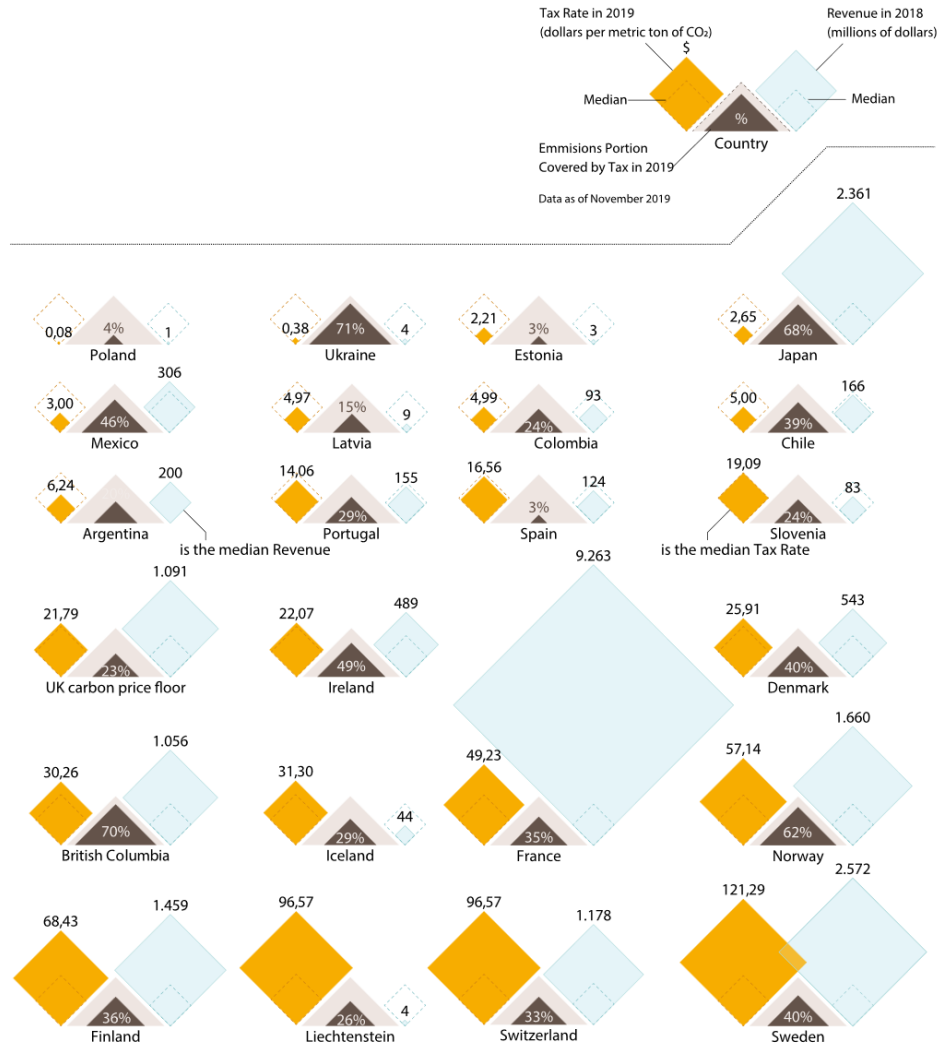 Tax Rate in 2019
(dollars per metric ton of CO₂)
$
Revenue in 2018
(millions of dollars)
Median
Median
%
Country
Emmisions Portion
Covered by Tax in 2019
Data as of November 2019
0,08
4%
1
Poland
0,38
71%
4
Ukraine
2,21
3%
3
Estonia
2,65
68%
2.361
Japan
3,00
46%
306
Mexico
4,97
15%
9
Latvia
4,99
24%
93
Colombia
5,00
39%
166
Chile
6,24
200
Argentina
is the median Revenue
14,06
29%
155
Portugal
16,56
3%
124
Spain
19,09
24%
83
Slovenia
is the median Tax Rate
21,79
23%
1.091
UK carbon price floor
22,07
49%
489
Ireland
9.263
49,23
35%
France
25,91
40%
543
Denmark
30,26
70%
1.056
British Columbia
31,30
29%
44
Iceland
57,14
62%
1.660
Norway
68,43
36%
1.459
Finland
96,57
26%
4
Liechtenstein
96,57
33%
1.178
Switzerland
121,29
40%
2.572
Sweden